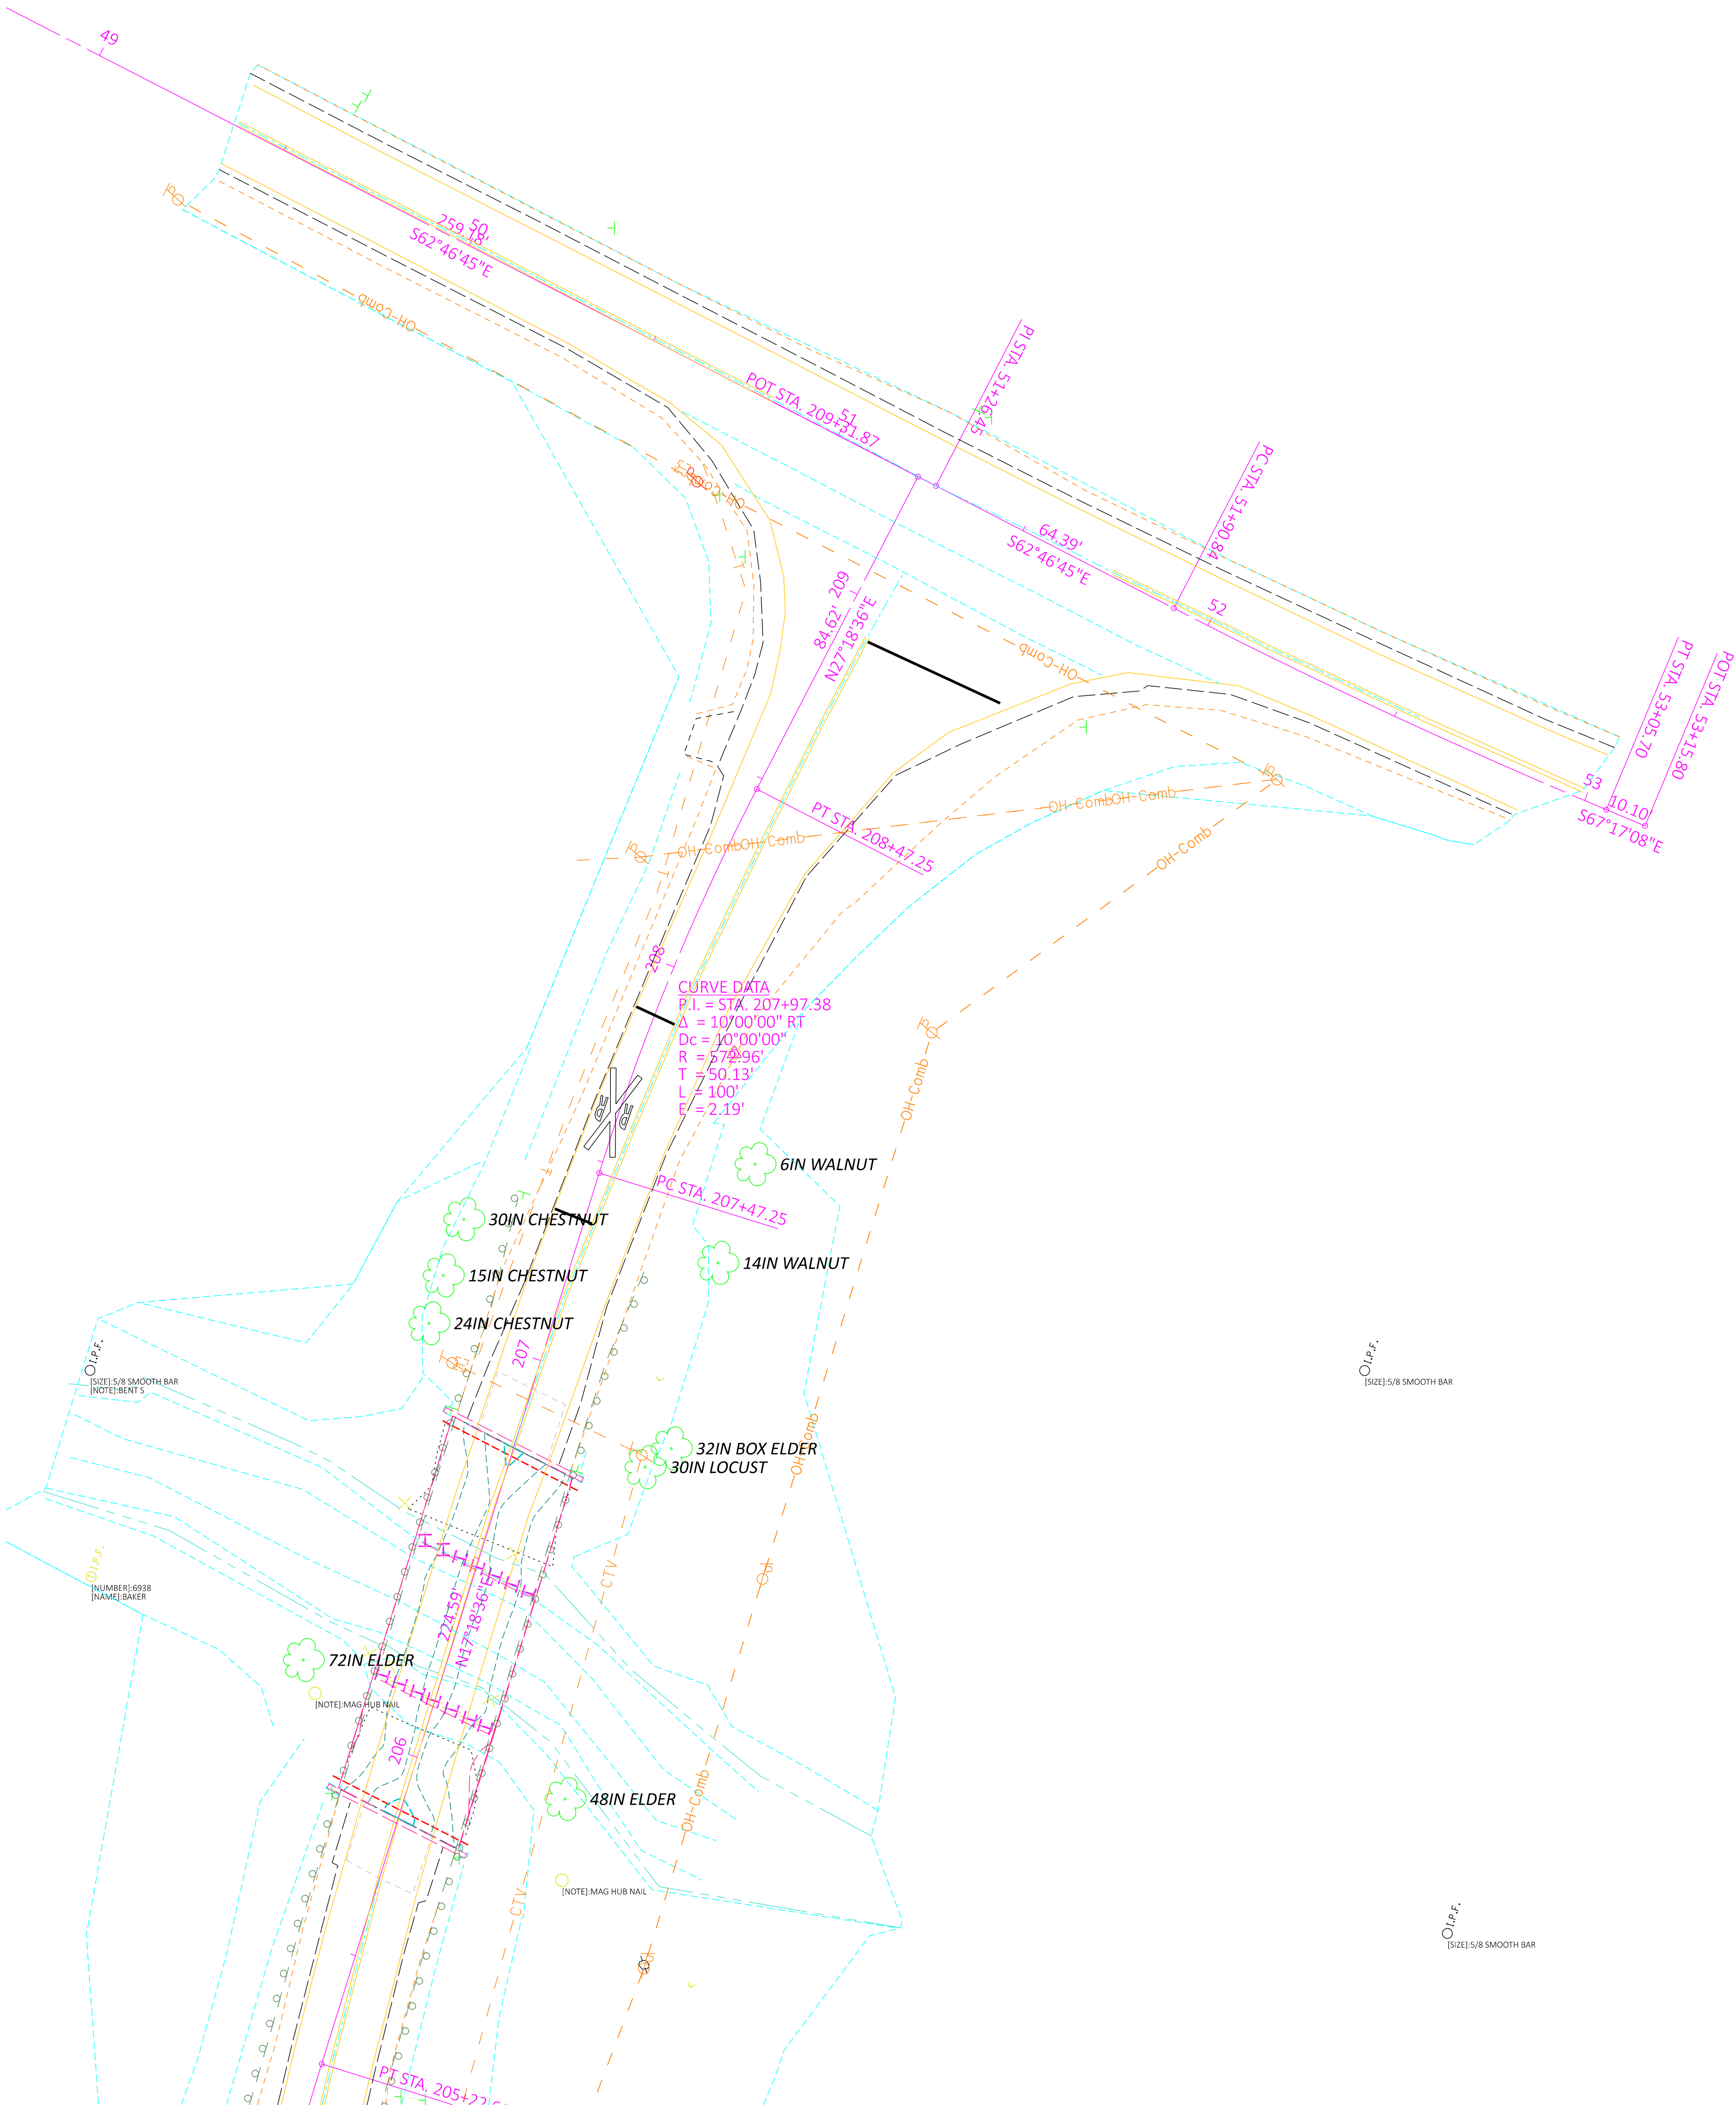 49
50
259.18'
S62°46'45"E
OH-Comb
PI STA. 51+26.45
POT STA. 209+31.87
51
PC STA. 51+90.84
OH-Comb
64.39'
S62°46'45"E
209
84.62'
N27°18'36"E
52
OH-Comb
PT STA. 53+05.70
POT STA. 53+15.80
53
10.10'
S67°17'08"E
OH-Comb
OH-Comb
OH-Comb
OH-Comb
PT STA. 208+47.25
OH-Comb
208
CURVE DATA
P.I. = STA. 207+97.38
Δ = 10°00'00" RT
Dc = 10°00'00"
R = 572.96'
T = 50.13'
L = 100'
E = 2.19'
OH-Comb
6IN WALNUT
PC STA. 207+47.25
30IN CHESTNUT
14IN WALNUT
15IN CHESTNUT
24IN CHESTNUT
207
I.P.F.
[SIZE]:5/8 SMOOTH BAR
[NOTE]:BENT S
I.P.F.
[SIZE]:5/8 SMOOTH BAR
32IN BOX ELDER
30IN LOCUST
OH-Comb
I.P.F.
[NUMBER]:6938
[NAME]:BAKER
CTV
224.59'
N17°18'36"E
72IN ELDER
[NOTE]:MAG HUB NAIL
206
48IN ELDER
OH-Comb
[NOTE]:MAG HUB NAIL
CTV
I.P.F.
[SIZE]:5/8 SMOOTH BAR
PT STA. 205+22.6